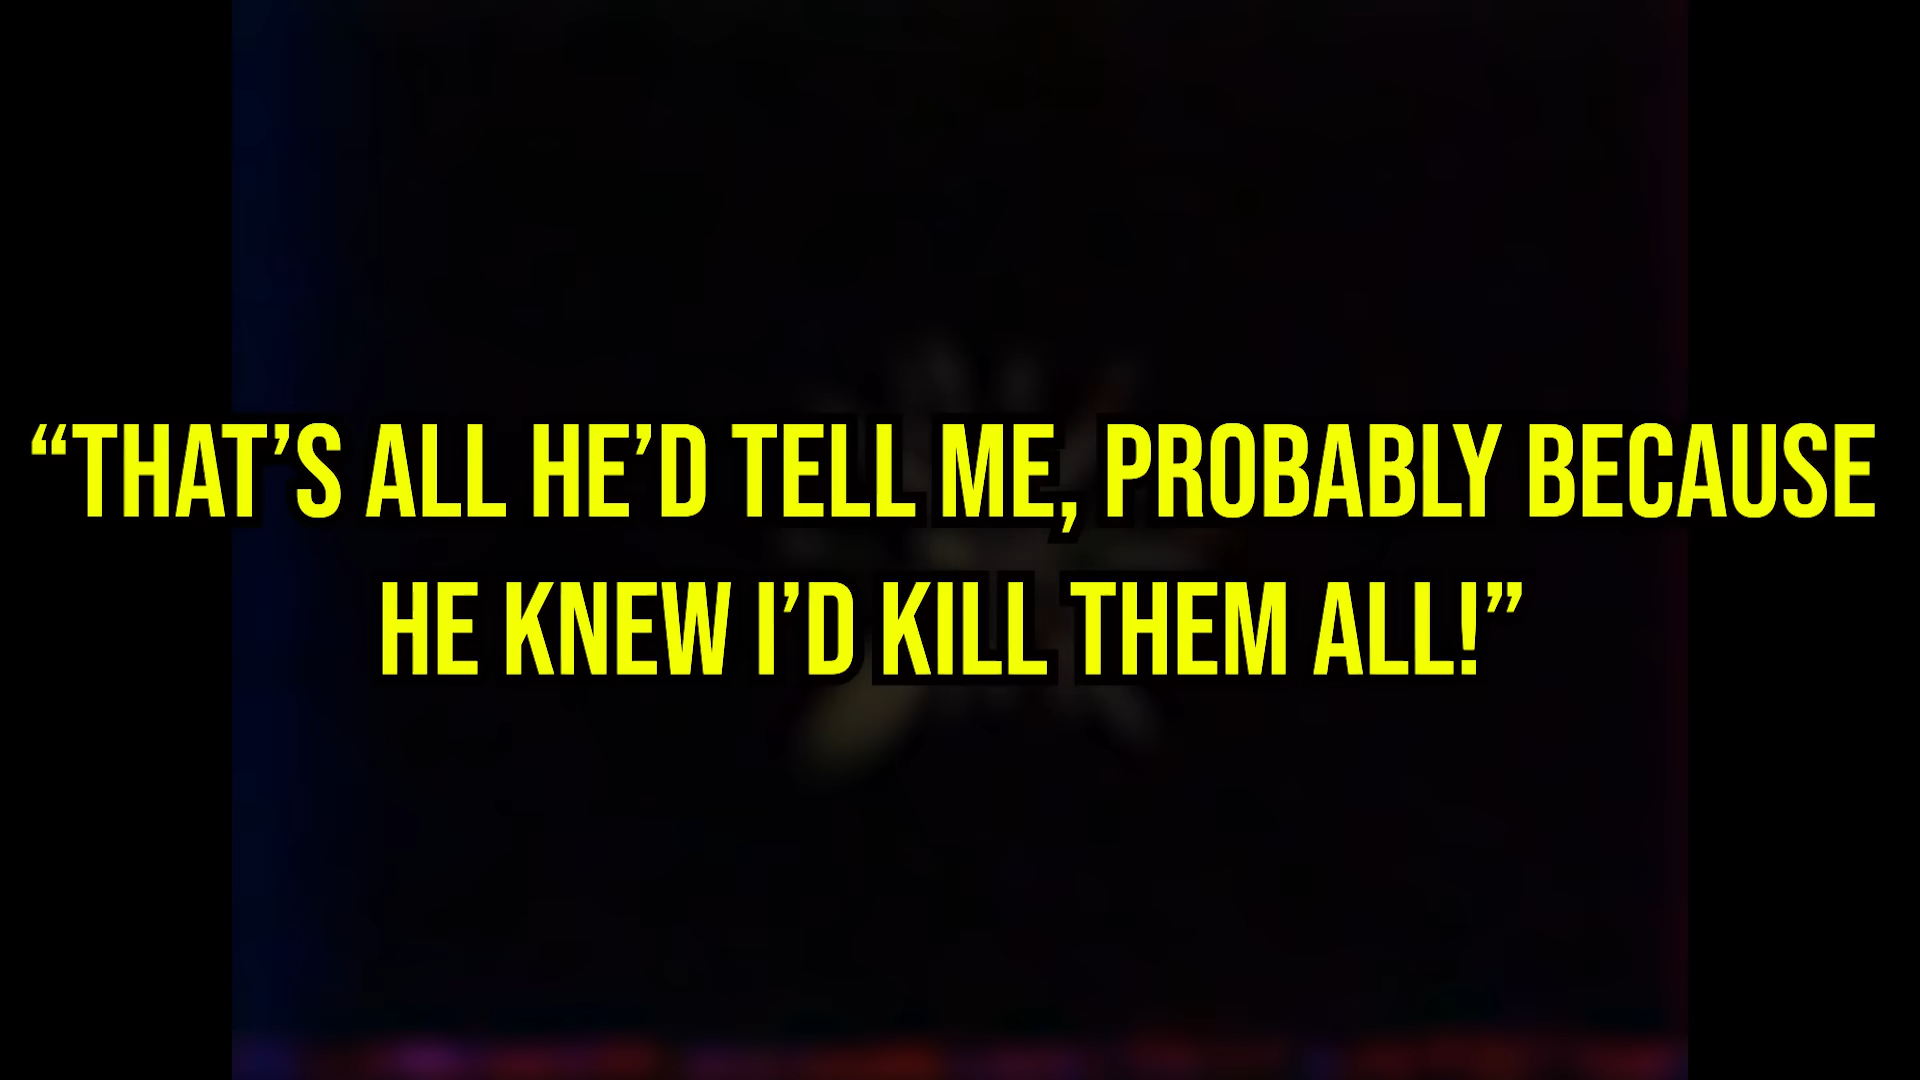 “THAT’S ALL HE’D TELL ME, PROBABLY BECAUSE
HE KNEW I’D KILL THEM ALL!”